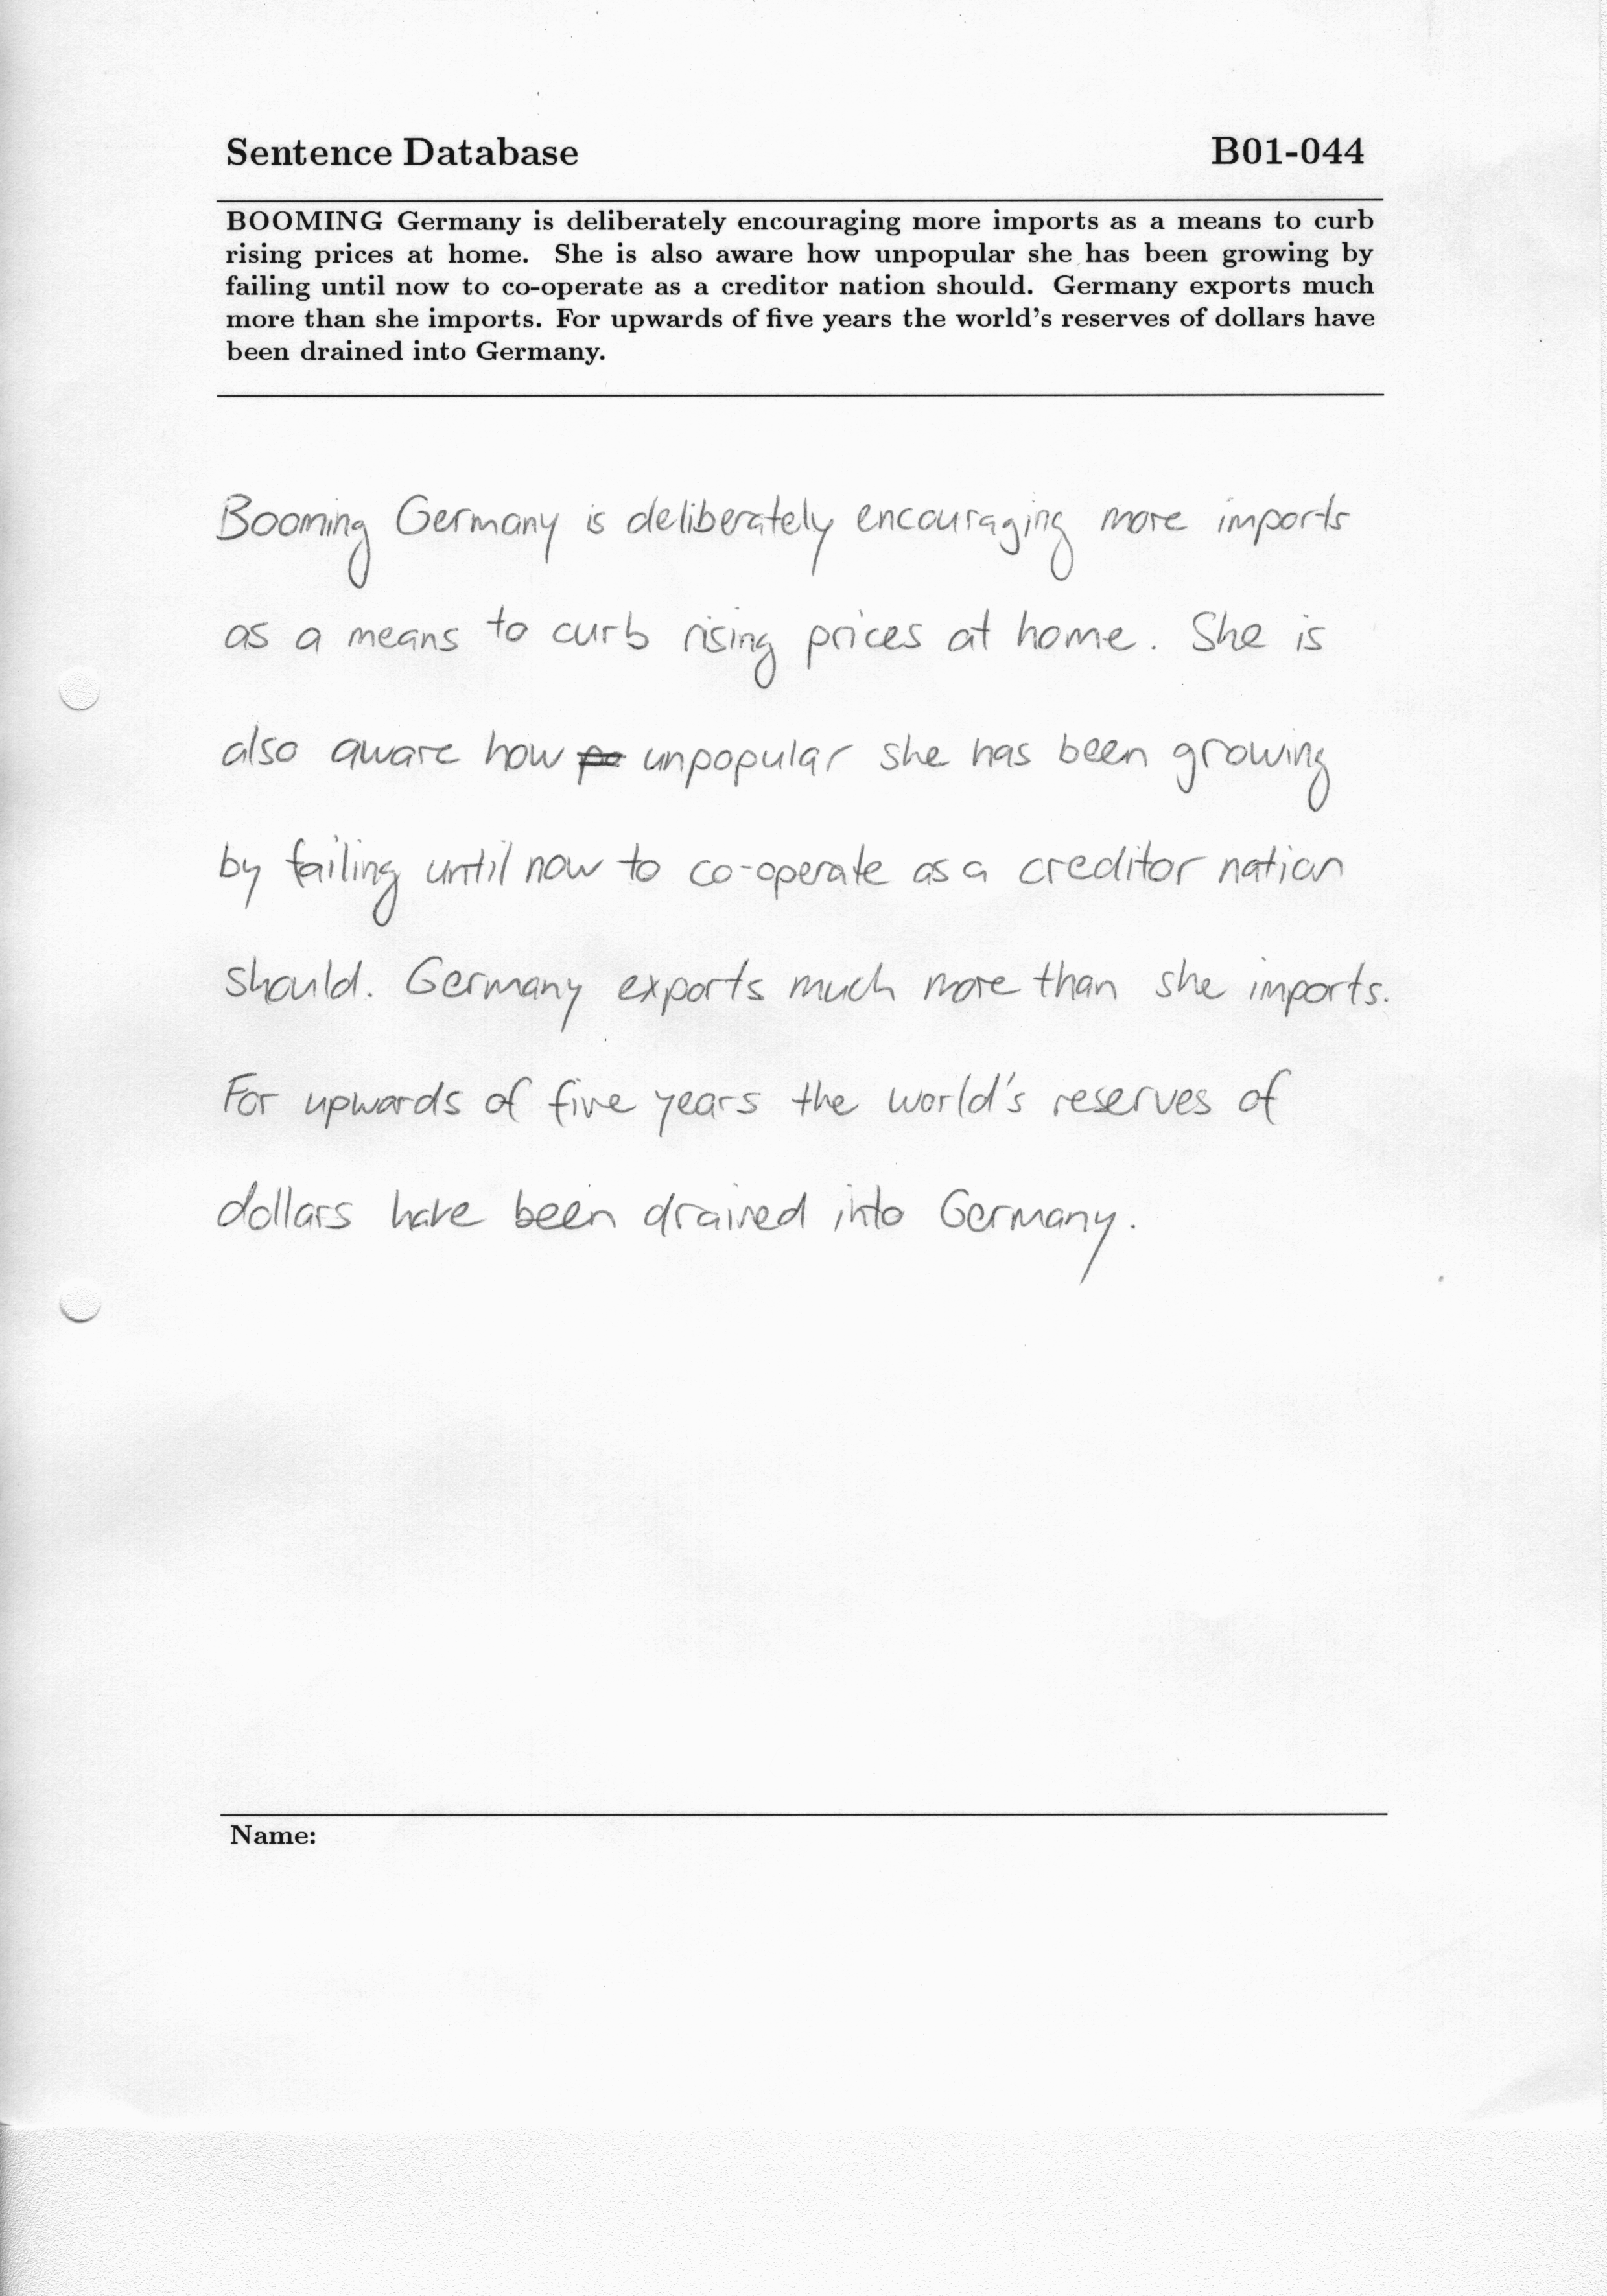 Sentence Database B01-044
BOOMING Germany is deliberately encouraging more imports as a means to curb
rising prices at home. She is also aware how unpopular she has been growing by
failing until now to co-operate as a creditor nation should. Germany exports much
more than she imports. For upwards of five years the world's reserves of dollars have
been drained into Germany.
Booming Germany is deliberately encouraging more imports
as a means to curb rising prices at home. She is
also aware how po unpopular she has been growing
by failing until now to co-operate as a creditor nation
should. Germany exports much more than she imports.
For upwards of five years the world's reserves of
dollars have been drained into Germany.
Name: